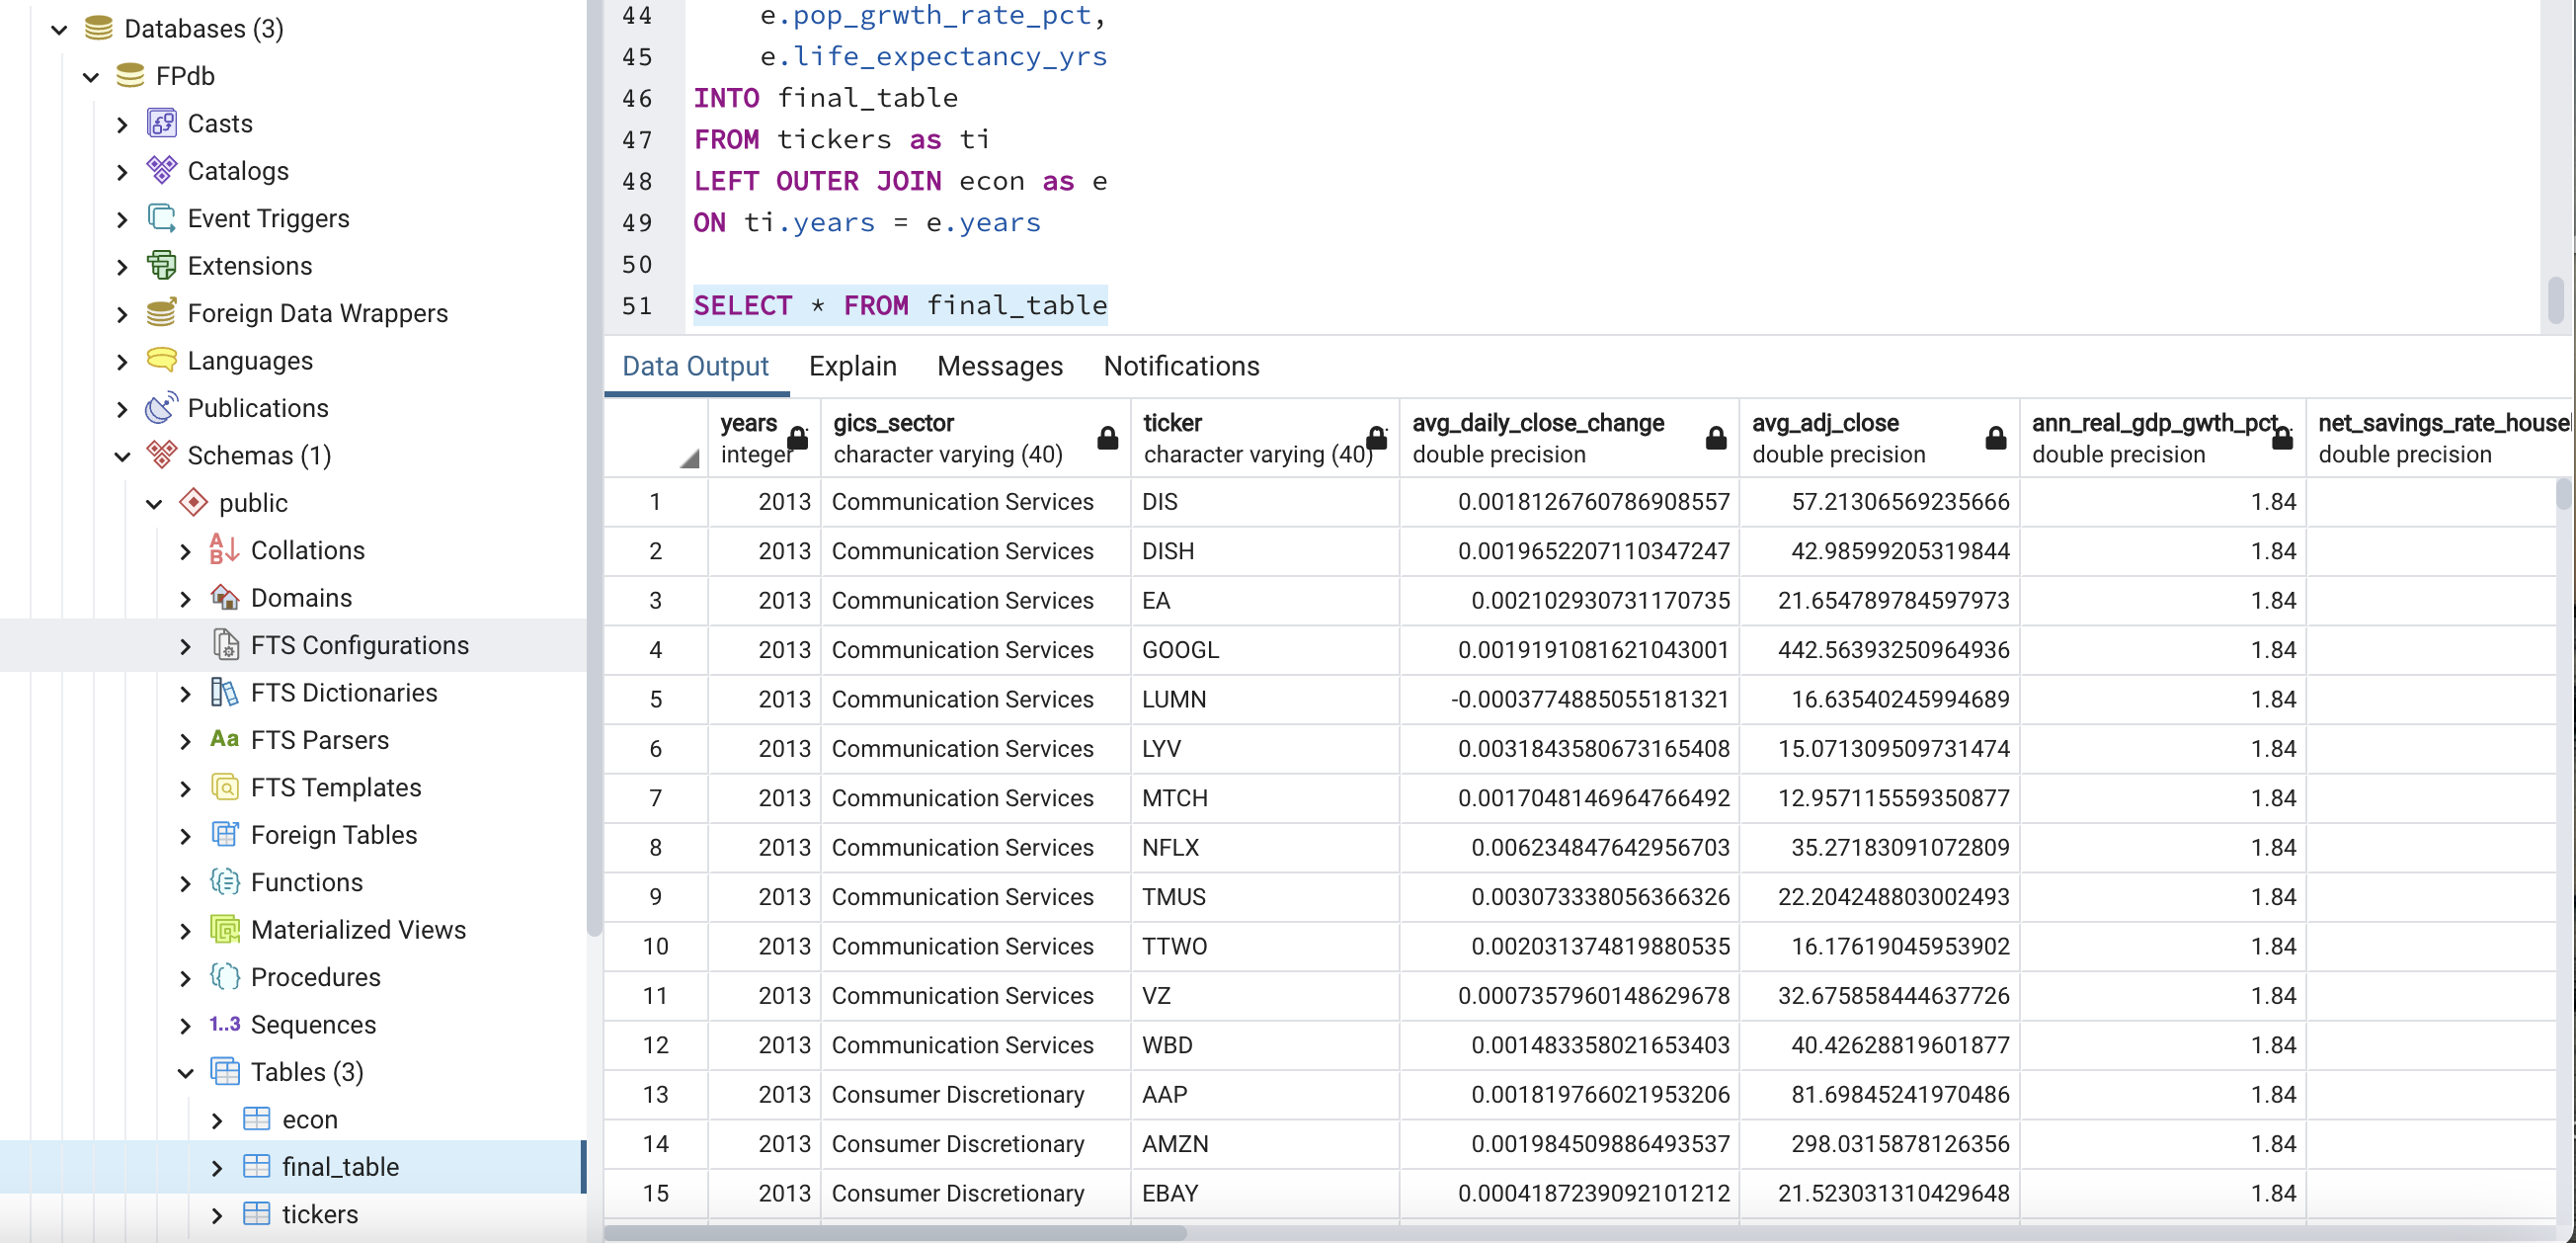 Databases (3)
FPdb
Casts
Catalogs
Event Triggers
Extensions
Foreign Data Wrappers
Languages
Publications
Schemas (1)
public
Collations
Domains
FTS Configurations
FTS Dictionaries
Aa FTS Parsers
FTS Templates
Foreign Tables
Functions
Materialized Views
Procedures
1..3 Sequences
Tables (3)
econ
final_table
tickers
44 e.pop_grwth_rate_pct,
45 e.life_expectancy_yrs
46 INTO final_table
47 FROM tickers as ti
48 LEFT OUTER JOIN econ as e
49 ON ti.years = e.years
50
51 SELECT * FROM final_table
Data Output Explain Messages Notifications
years gics_sector ticker avg_daily_close_change avg_adj_close ann_real_gdp_gwth_pct net_savings_rate_house
integer character varying (40) character varying (40) double precision double precision double precision double precision
1 2013 Communication Services DIS 0.0018126760786908557 57.21306569235666 1.84
2 2013 Communication Services DISH 0.0019652207110347247 42.98599205319844 1.84
3 2013 Communication Services EA 0.002102930731170735 21.654789784597973 1.84
4 2013 Communication Services GOOGL 0.0019191081621043001 442.56393250964936 1.84
5 2013 Communication Services LUMN -0.0003774885055181321 16.63540245994689 1.84
6 2013 Communication Services LYV 0.0031843580673165408 15.071309509731474 1.84
7 2013 Communication Services MTCH 0.0017048146964766492 12.957115559350877 1.84
8 2013 Communication Services NFLX 0.006234847642956703 35.27183091072809 1.84
9 2013 Communication Services TMUS 0.003073338056366326 22.204248803002493 1.84
10 2013 Communication Services TTWO 0.002031374819880535 16.17619045953902 1.84
11 2013 Communication Services VZ 0.0007357960148629678 32.675858444637726 1.84
12 2013 Communication Services WBD 0.001483358021653403 40.42628819601877 1.84
13 2013 Consumer Discretionary AAP 0.001819766021953206 81.69845241970486 1.84
14 2013 Consumer Discretionary AMZN 0.001984509886493537 298.0315878126356 1.84
15 2013 Consumer Discretionary EBAY 0.0004187239092101212 21.523031310429648 1.84